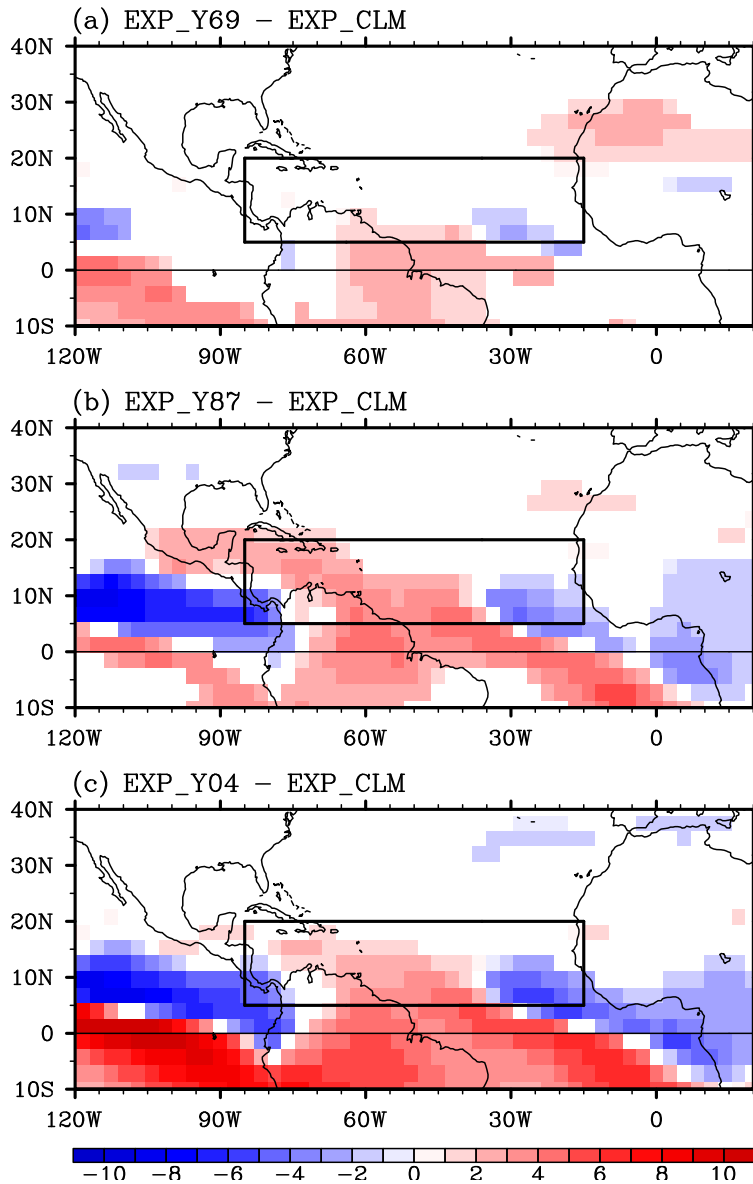 (a) EXP_Y69 − EXP_CLM
40N
30N
20N
10N
0
10S
120W 90W 60W 30W 0
(b) EXP_Y87 − EXP_CLM
40N
30N
20N
10N
0
10S
120W 90W 60W 30W 0
(c) EXP_Y04 − EXP_CLM
40N
30N
20N
10N
0
10S
120W 90W 60W 30W 0
−10 −8 −6 −4 −2 0 2 4 6 8 10